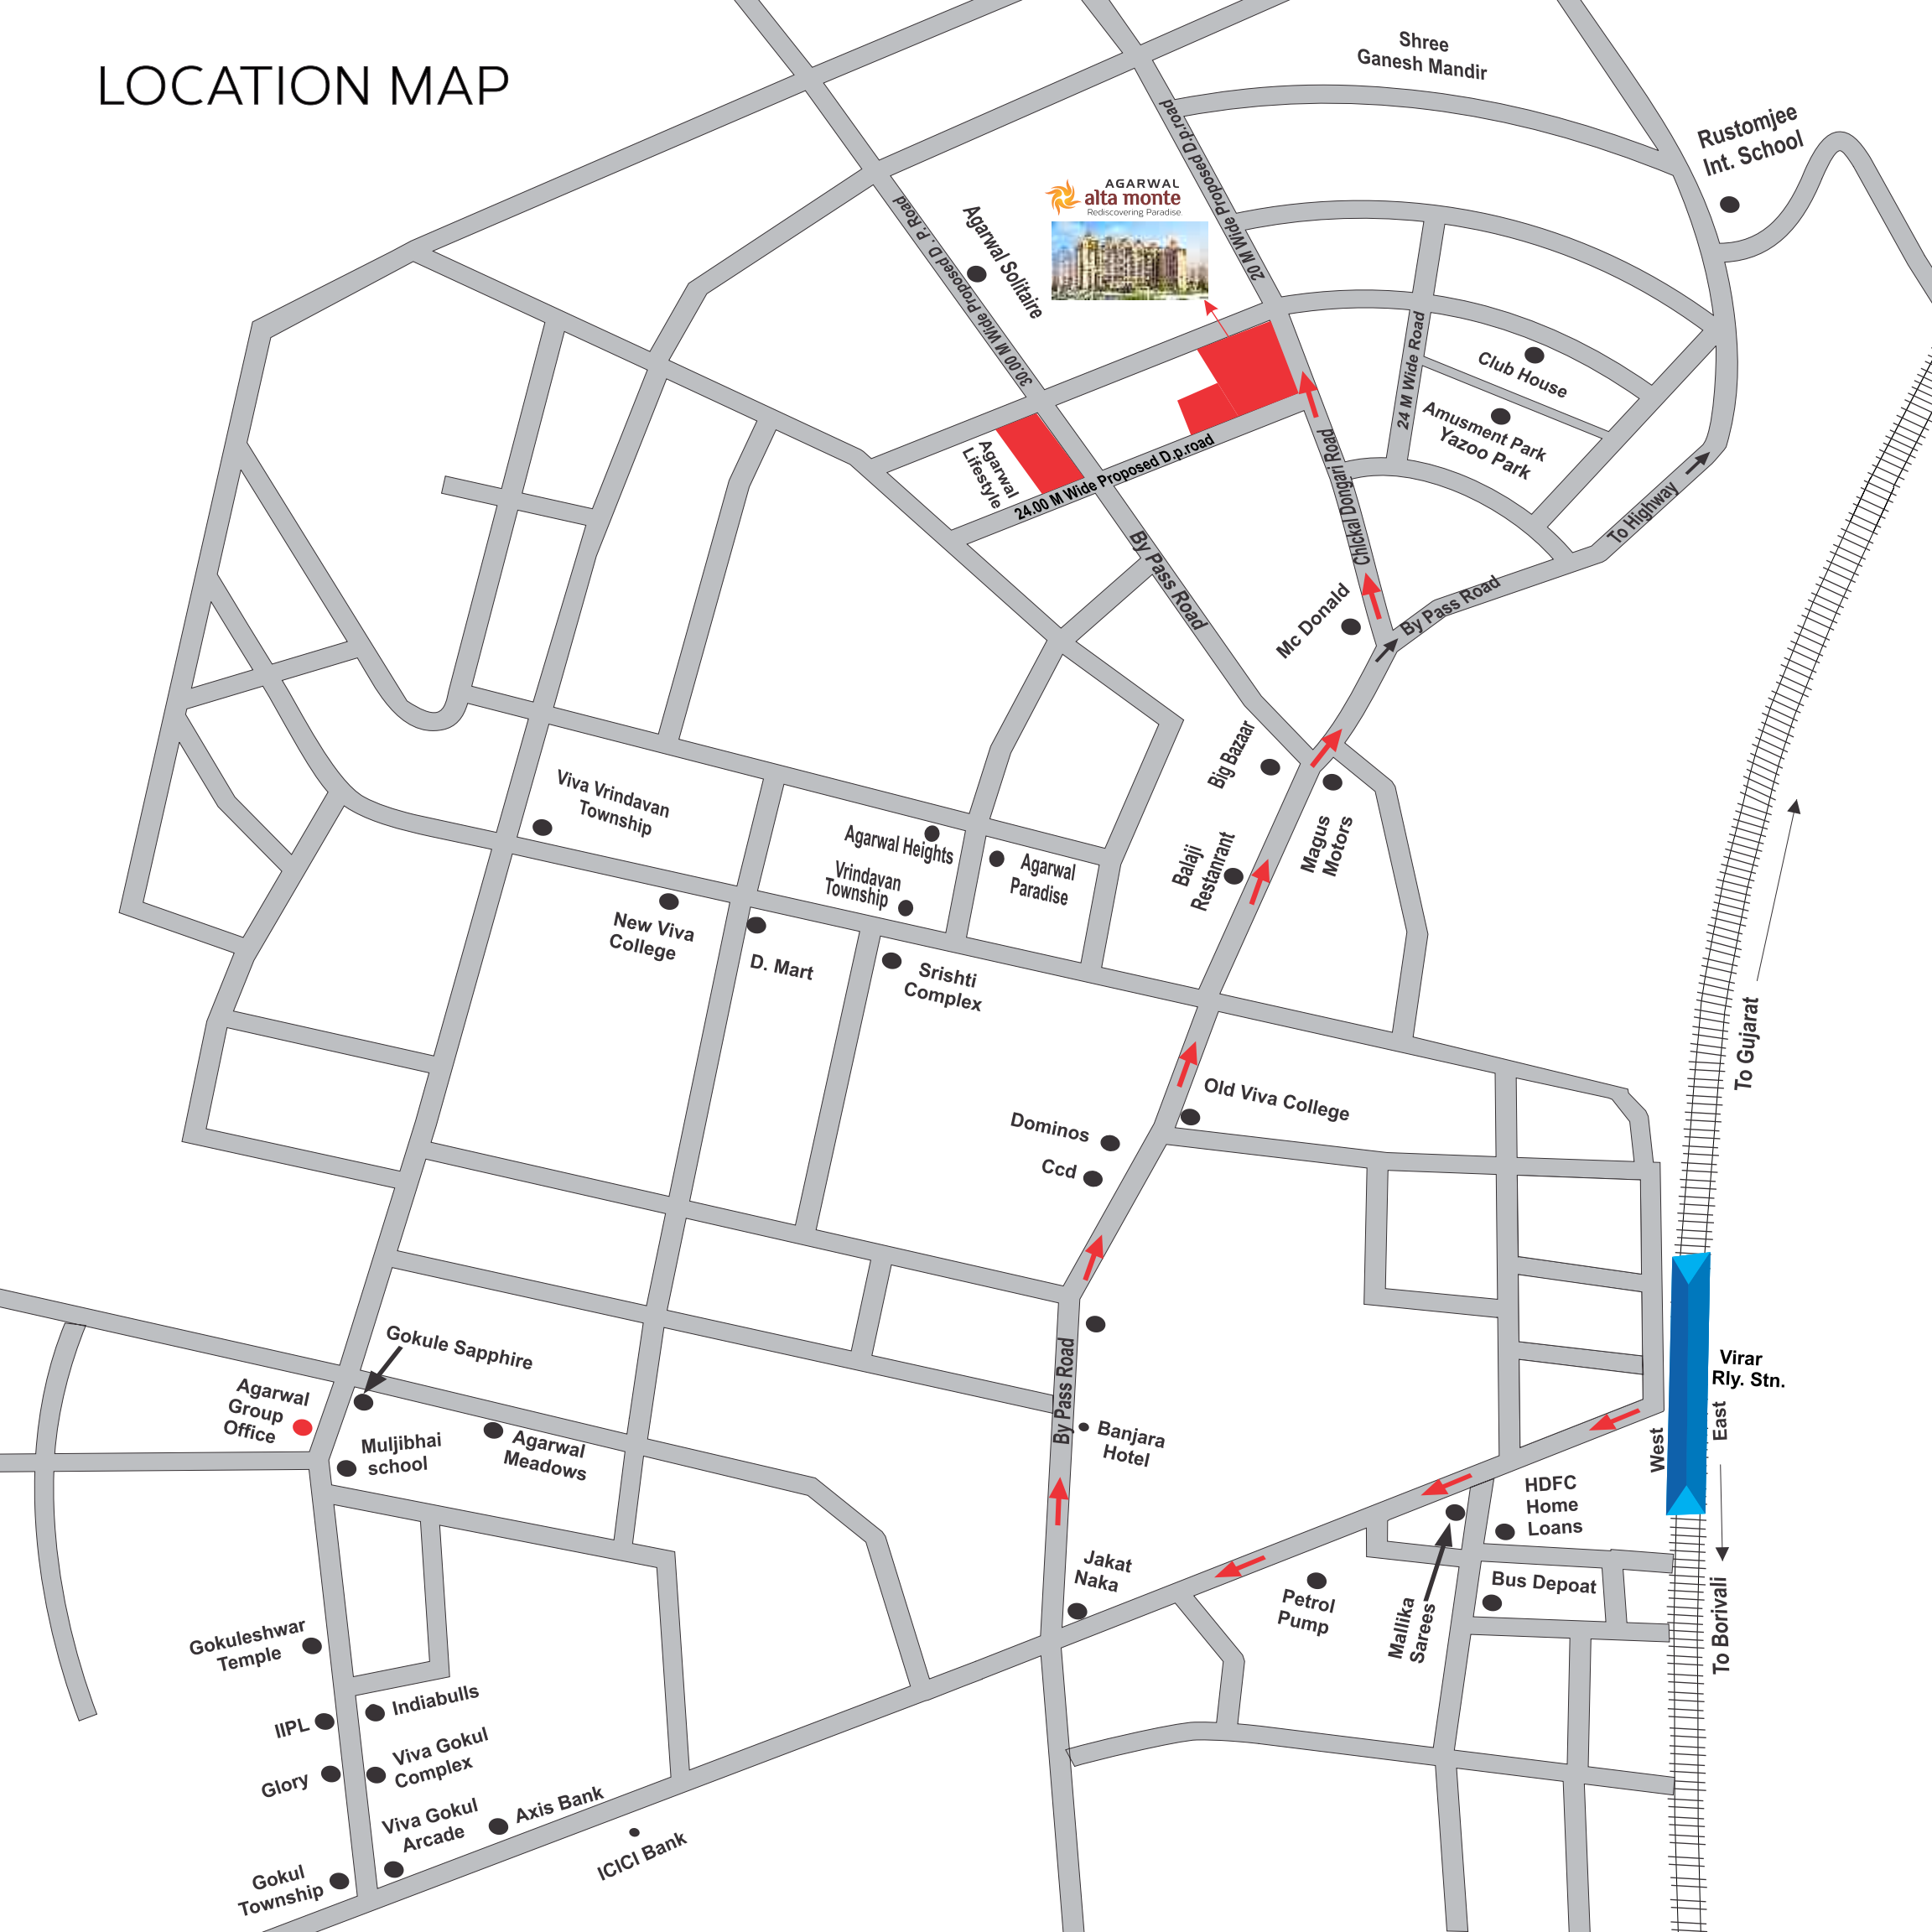 LOCATION MAP
Shree
Ganesh Mandir
Rustomjee
Int. School
20 M Wide Proposed D.p.road
AGARWAL
alta monte
Rediscovering Paradise
Agarwal Solitaire
30.00 M Wide Proposed D.P.Road
24 M Wide Road
Club House
Amusment Park
Yazoo Park
Agarwal
Lifestyle
24.00 M Wide Proposed D.p.road
Chickal Dongari Road
To Highway
By Pass Road
By Pass Road
Mc Donald
Big Bazaar
Magus
Motors
Balaji
Restanrant
Viva Vrindavan
Township
Agarwal Heights
Vrindavan
Township
Agarwal
Paradise
New Viva
College
D. Mart
Srishti
Complex
To Gujarat
Old Viva College
Dominos
Ccd
Gokule Sapphire
Agarwal
Group
Office
Muljibhai
school
Agarwal
Meadows
By Pass Road
Banjara
Hotel
Virar
Rly. Stn.
East
West
HDFC
Home
Loans
Jakat
Naka
Petrol
Pump
Mallika
Sarees
Bus Depoat
To Borivali
Gokuleshwar
Temple
Indiabulls
IIPL
Viva Gokul
Complex
Glory
Axis Bank
Viva Gokul
Arcade
ICICI Bank
Gokul
Township